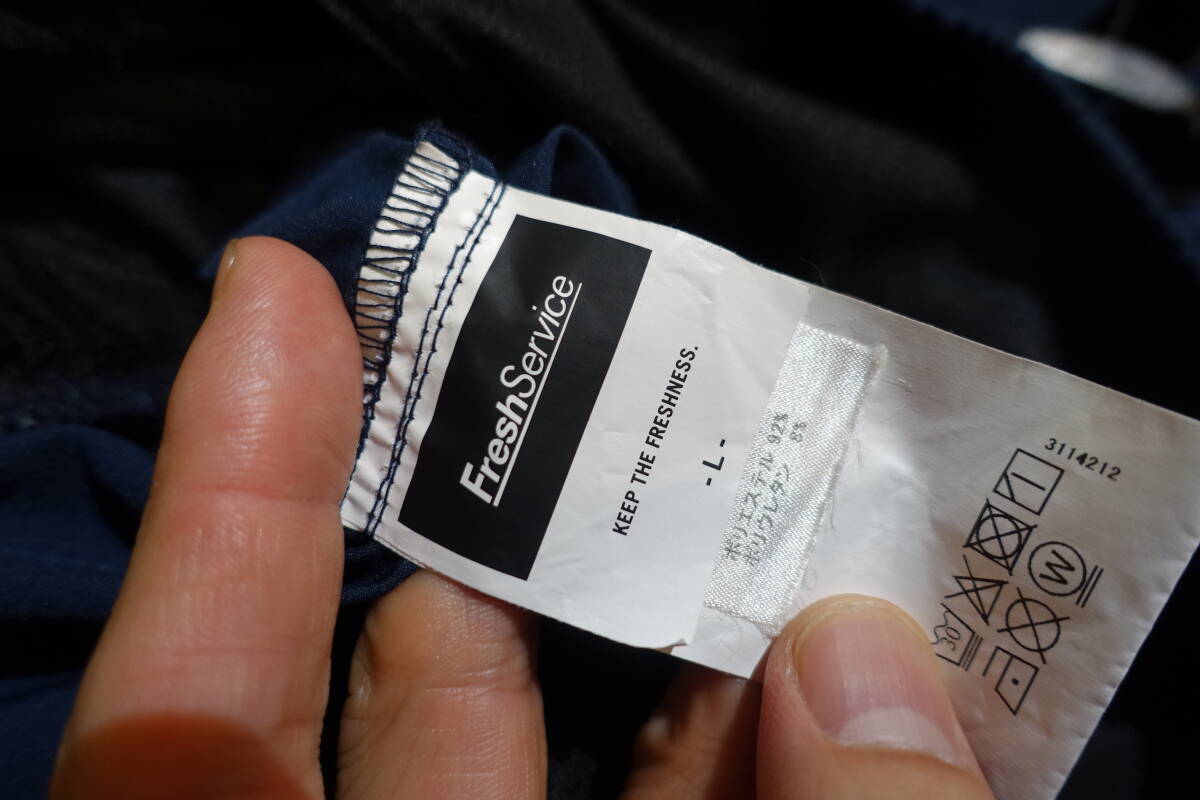 FreshService
KEEP THE FRESHNESS.
- L -
ポリエステル 92%
ポリウレタン 8%
3114212
W
30